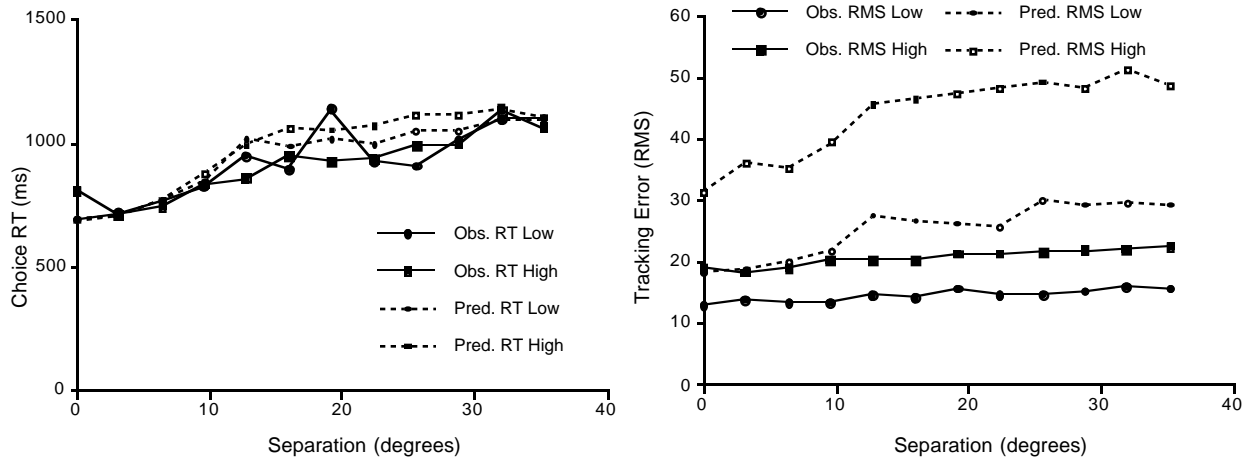 1500
1000
500
0
0
10
20
30
40
Choice RT (ms)
Separation (degrees)
Obs. RT Low
Obs. RT High
Pred. RT Low
Pred. RT High
60
50
40
30
20
10
0
0
10
20
30
40
Tracking Error (RMS)
Separation (degrees)
Obs. RMS Low
Pred. RMS Low
Obs. RMS High
Pred. RMS High